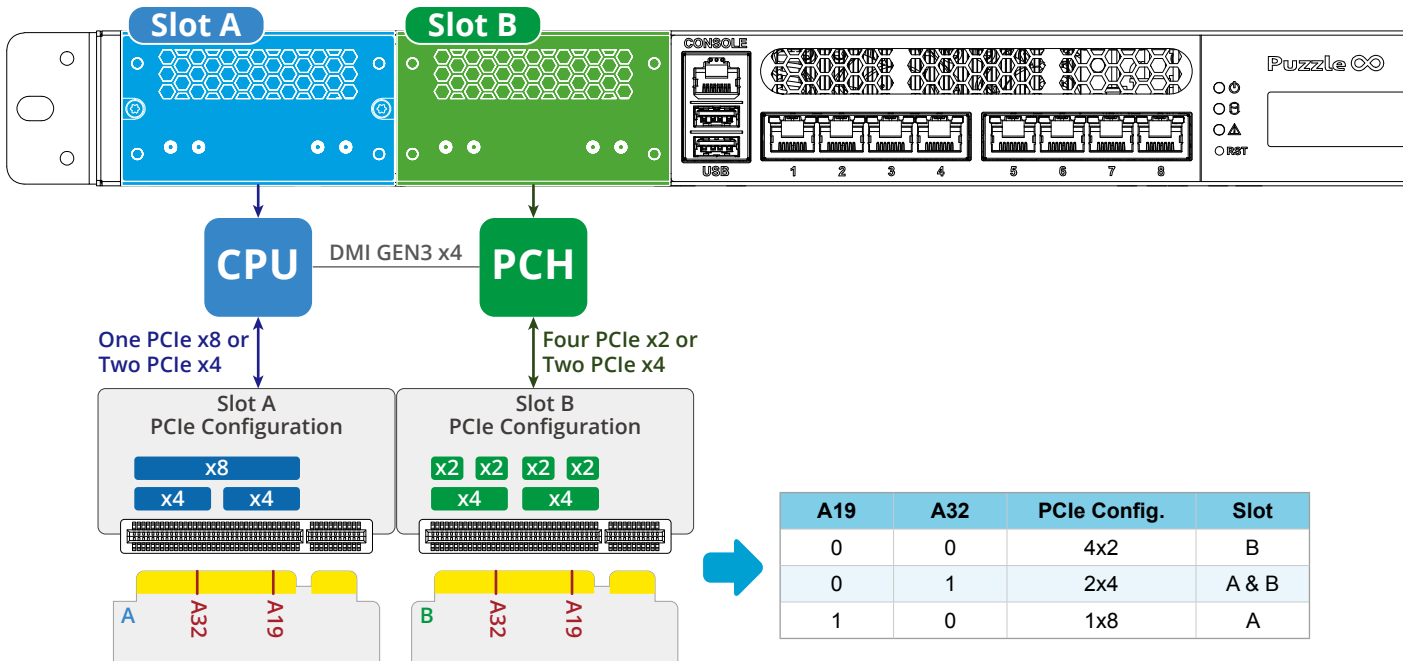 Slot A
Slot B
CONSOLE
USB
1 2 3 4 5 6 7 8
Puzzle
RST
CPU
DMI GEN3 x4
PCH
One PCIe x8 or
Two PCIe x4
Four PCIe x2 or
Two PCIe x4
Slot A
PCIe Configuration
x8
x4 x4
Slot B
PCIe Configuration
x2 x2 x2 x2
x4 x4
A
A32
A19
B
A32
A19
A19 A32 PCIe Config. Slot
0 0 4x2 B
0 1 2x4 A & B
1 0 1x8 A